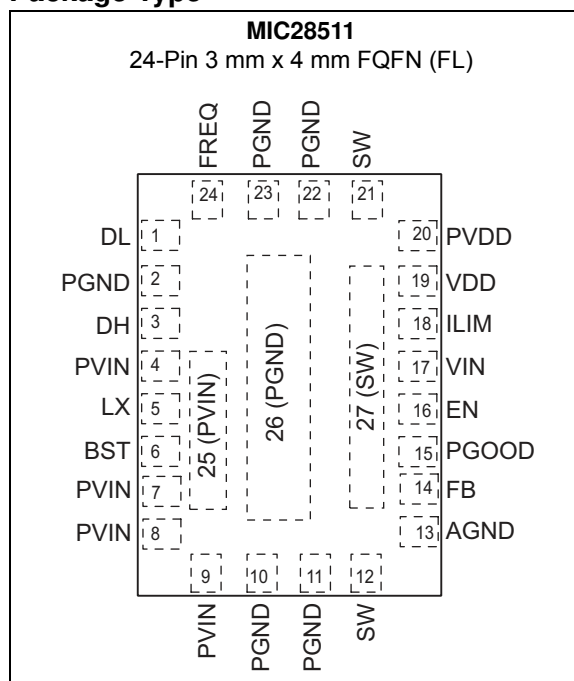 MIC28511
24-Pin 3 mm x 4 mm FQFN (FL)
FREQ PGND PGND SW
24 23 22 21
DL 1 20 PVDD
PGND 2 19 VDD
DH 3 18 ILIM
PVIN 4 17 VIN
LX 5 16 EN
BST 6 15 PGOOD
PVIN 7 14 FB
PVIN 8 13 AGND
25 (PVIN)
26 (PGND)
27 (SW)
9 10 11 12
PVIN PGND PGND SW